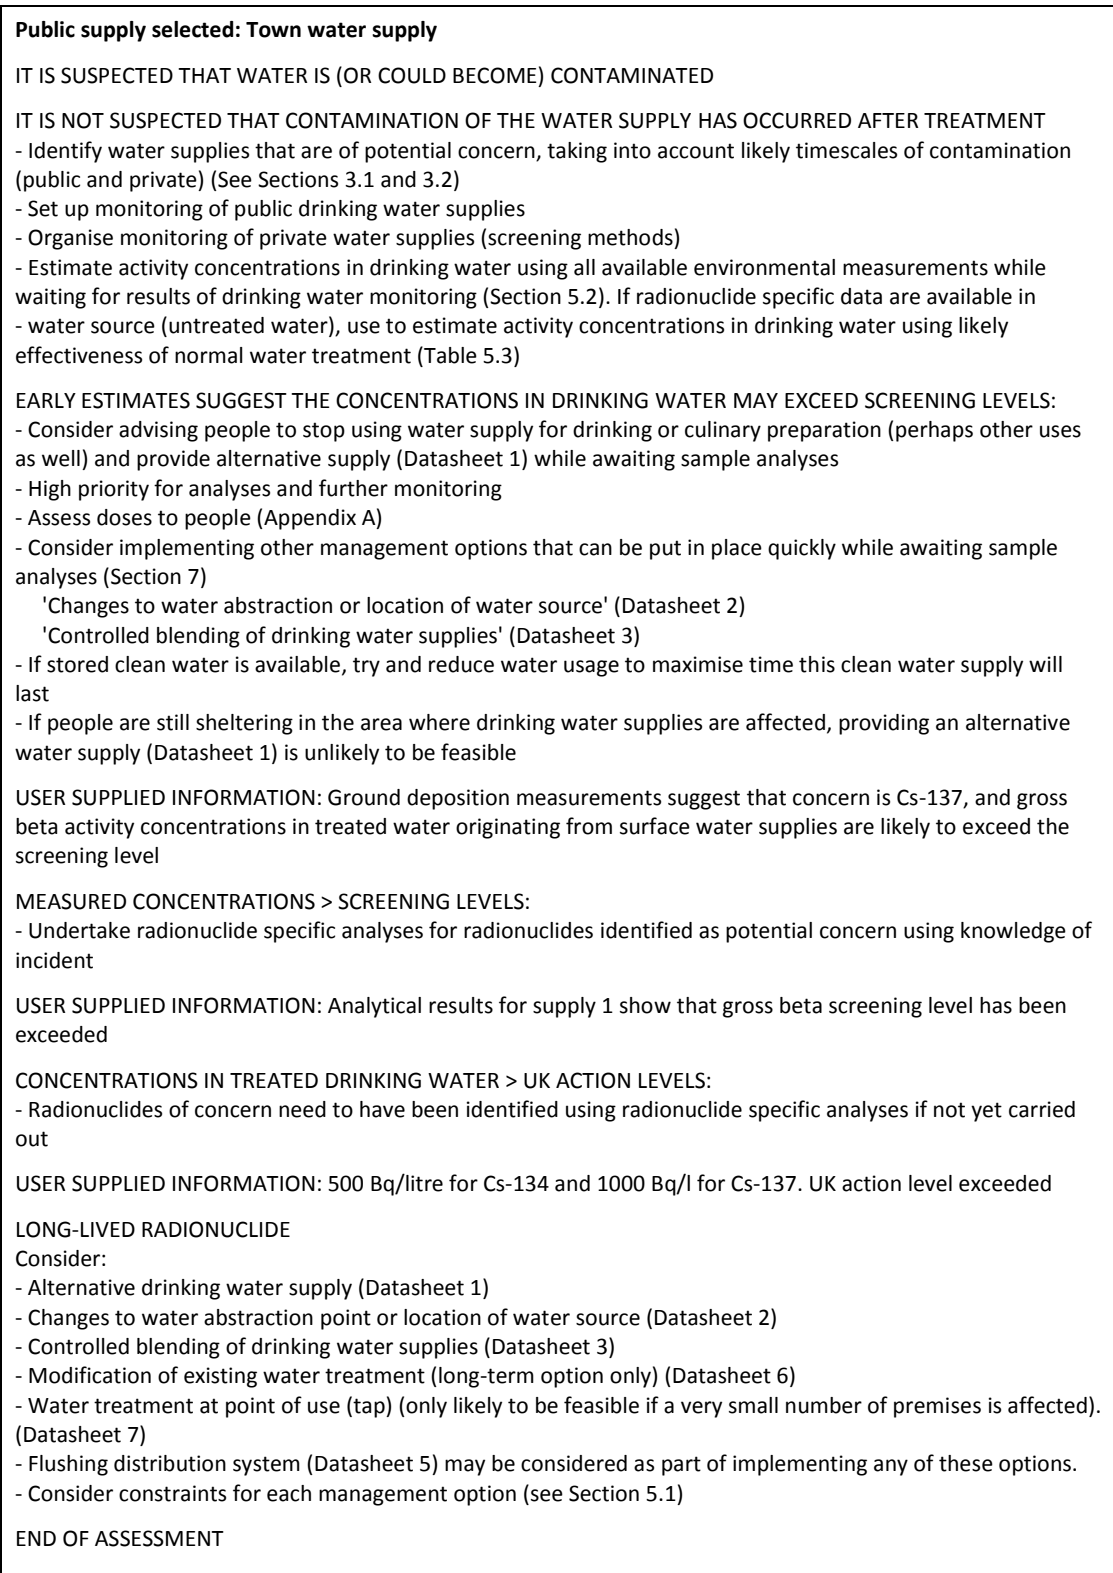 Public supply selected: Town water supply
IT IS SUSPECTED THAT WATER IS (OR COULD BECOME) CONTAMINATED
IT IS NOT SUSPECTED THAT CONTAMINATION OF THE WATER SUPPLY HAS OCCURRED AFTER TREATMENT
- Identify water supplies that are of potential concern, taking into account likely timescales of contamination
(public and private) (See Sections 3.1 and 3.2)
- Set up monitoring of public drinking water supplies
- Organise monitoring of private water supplies (screening methods)
- Estimate activity concentrations in drinking water using all available environmental measurements while
waiting for results of drinking water monitoring (Section 5.2). If radionuclide specific data are available in
- water source (untreated water), use to estimate activity concentrations in drinking water using likely
effectiveness of normal water treatment (Table 5.3)
EARLY ESTIMATES SUGGEST THE CONCENTRATIONS IN DRINKING WATER MAY EXCEED SCREENING LEVELS:
- Consider advising people to stop using water supply for drinking or culinary preparation (perhaps other uses
as well) and provide alternative supply (Datasheet 1) while awaiting sample analyses
- High priority for analyses and further monitoring
- Assess doses to people (Appendix A)
- Consider implementing other management options that can be put in place quickly while awaiting sample
analyses (Section 7)
'Changes to water abstraction or location of water source' (Datasheet 2)
'Controlled blending of drinking water supplies' (Datasheet 3)
- If stored clean water is available, try and reduce water usage to maximise time this clean water supply will
last
- If people are still sheltering in the area where drinking water supplies are affected, providing an alternative
water supply (Datasheet 1) is unlikely to be feasible
USER SUPPLIED INFORMATION: Ground deposition measurements suggest that concern is Cs-137, and gross
beta activity concentrations in treated water originating from surface water supplies are likely to exceed the
screening level
MEASURED CONCENTRATIONS > SCREENING LEVELS:
- Undertake radionuclide specific analyses for radionuclides identified as potential concern using knowledge of
incident
USER SUPPLIED INFORMATION: Analytical results for supply 1 show that gross beta screening level has been
exceeded
CONCENTRATIONS IN TREATED DRINKING WATER > UK ACTION LEVELS:
- Radionuclides of concern need to have been identified using radionuclide specific analyses if not yet carried
out
USER SUPPLIED INFORMATION: 500 Bq/litre for Cs-134 and 1000 Bq/l for Cs-137. UK action level exceeded
LONG-LIVED RADIONUCLIDE
Consider:
- Alternative drinking water supply (Datasheet 1)
- Changes to water abstraction point or location of water source (Datasheet 2)
- Controlled blending of drinking water supplies (Datasheet 3)
- Modification of existing water treatment (long-term option only) (Datasheet 6)
- Water treatment at point of use (tap) (only likely to be feasible if a very small number of premises is affected).
(Datasheet 7)
- Flushing distribution system (Datasheet 5) may be considered as part of implementing any of these options.
- Consider constraints for each management option (see Section 5.1)
END OF ASSESSMENT